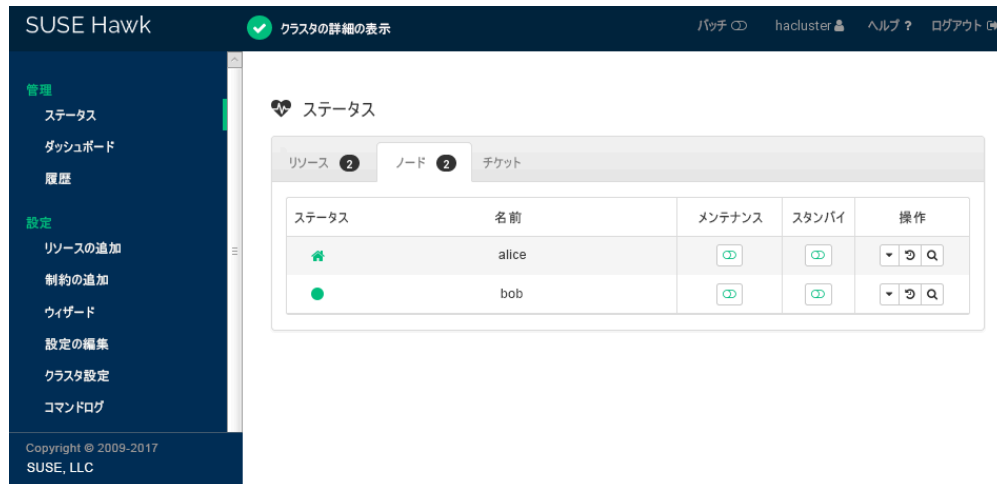 SUSE Hawk
クラスタの詳細の表示
バッチ hacluster ヘルプ ? ログアウト
管理
ステータス
ダッシュボード
履歴
設定
リソースの追加
制約の追加
ウィザード
設定の編集
クラスタ設定
コマンドログ
Copyright © 2009-2017
SUSE, LLC
ステータス
リソース 2 ノード 2 チケット
ステータス 名前 メンテナンス スタンバイ 操作
alice
bob